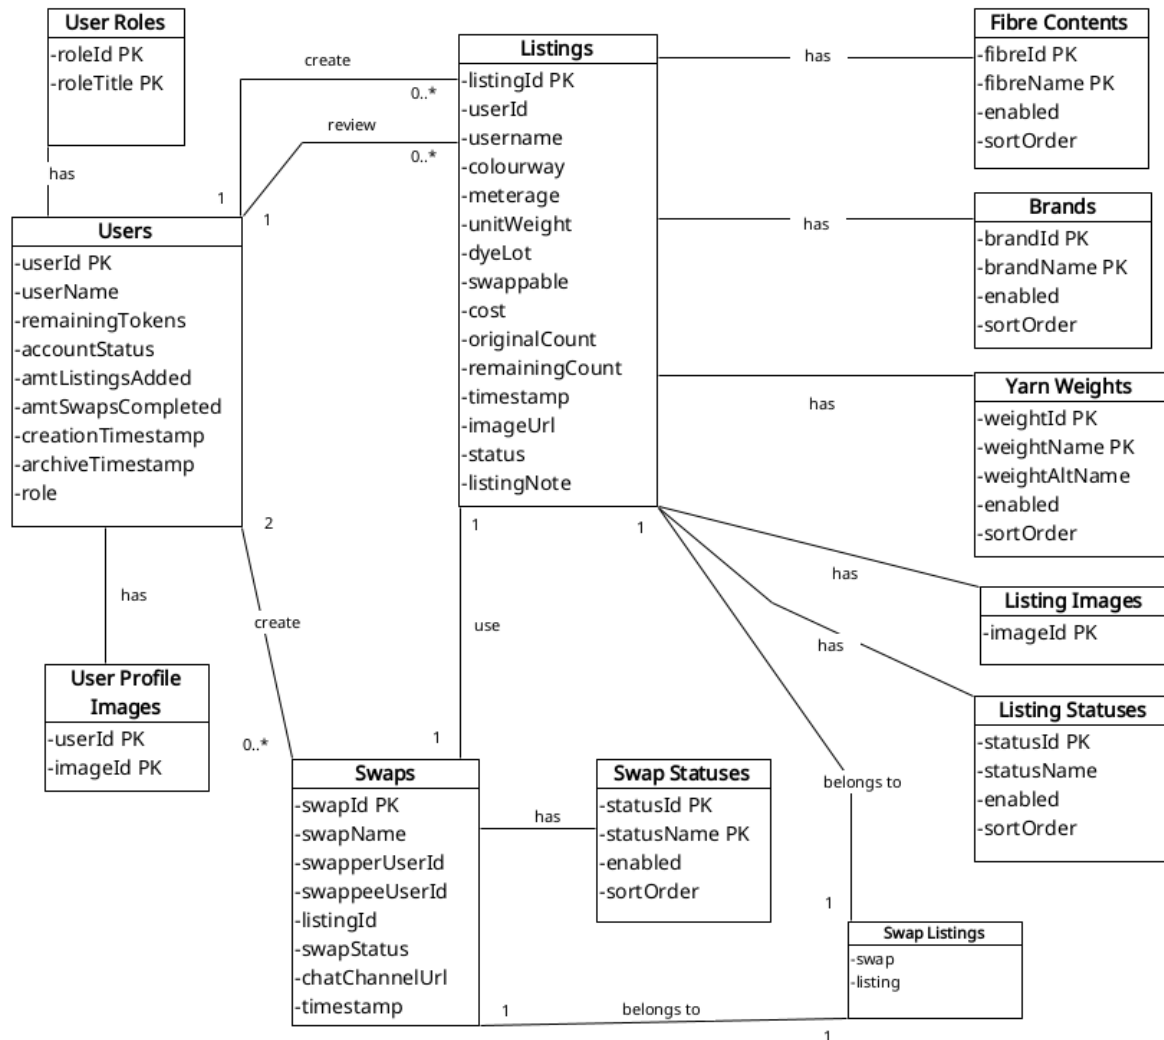 User Roles
-roleId PK
-roleTitle PK
has
create
0..*
review
0..*
1
1
Users
-userId PK
-userName
-remainingTokens
-accountStatus
-amtListingsAdded
-amtSwapsCompleted
-creationTimestamp
-archiveTimestamp
-role
2
has
create
User Profile
Images
-userId PK
-imageId PK
0..*
Listings
-listingId PK
-userId
-username
-colourway
-meterage
-unitWeight
-dyeLot
-swappable
-cost
-originalCount
-remainingCount
-timestamp
-imageUrl
-status
-listingNote
1
1
use
1
has
Fibre Contents
-fibreId PK
-fibreName PK
-enabled
-sortOrder
has
Brands
-brandId PK
-brandName PK
-enabled
-sortOrder
has
Yarn Weights
-weightId PK
-weightName PK
-weightAltName
-enabled
-sortOrder
has
Listing Images
-imageId PK
has
Listing Statuses
-statusId PK
-statusName
-enabled
-sortOrder
Swaps
-swapId PK
-swapName
-swapperUserId
-swappeeUserId
-listingId
-swapStatus
-chatChannelUrl
-timestamp
has
Swap Statuses
-statusId PK
-statusName PK
-enabled
-sortOrder
belongs to
1
Swap Listings
-swap
-listing
1
belongs to
1